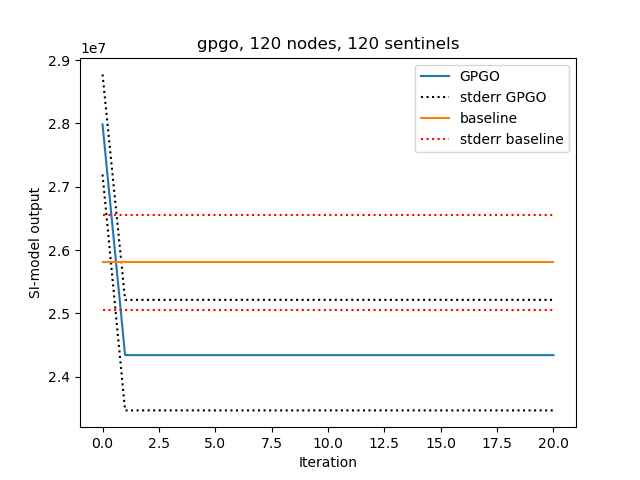 gpgo, 120 nodes, 120 sentinels
1e7
2.9
2.8
2.7
2.6
2.5
2.4
SI-model output
GPGO
stderr GPGO
baseline
stderr baseline
0.0 2.5 5.0 7.5 10.0 12.5 15.0 17.5 20.0
Iteration